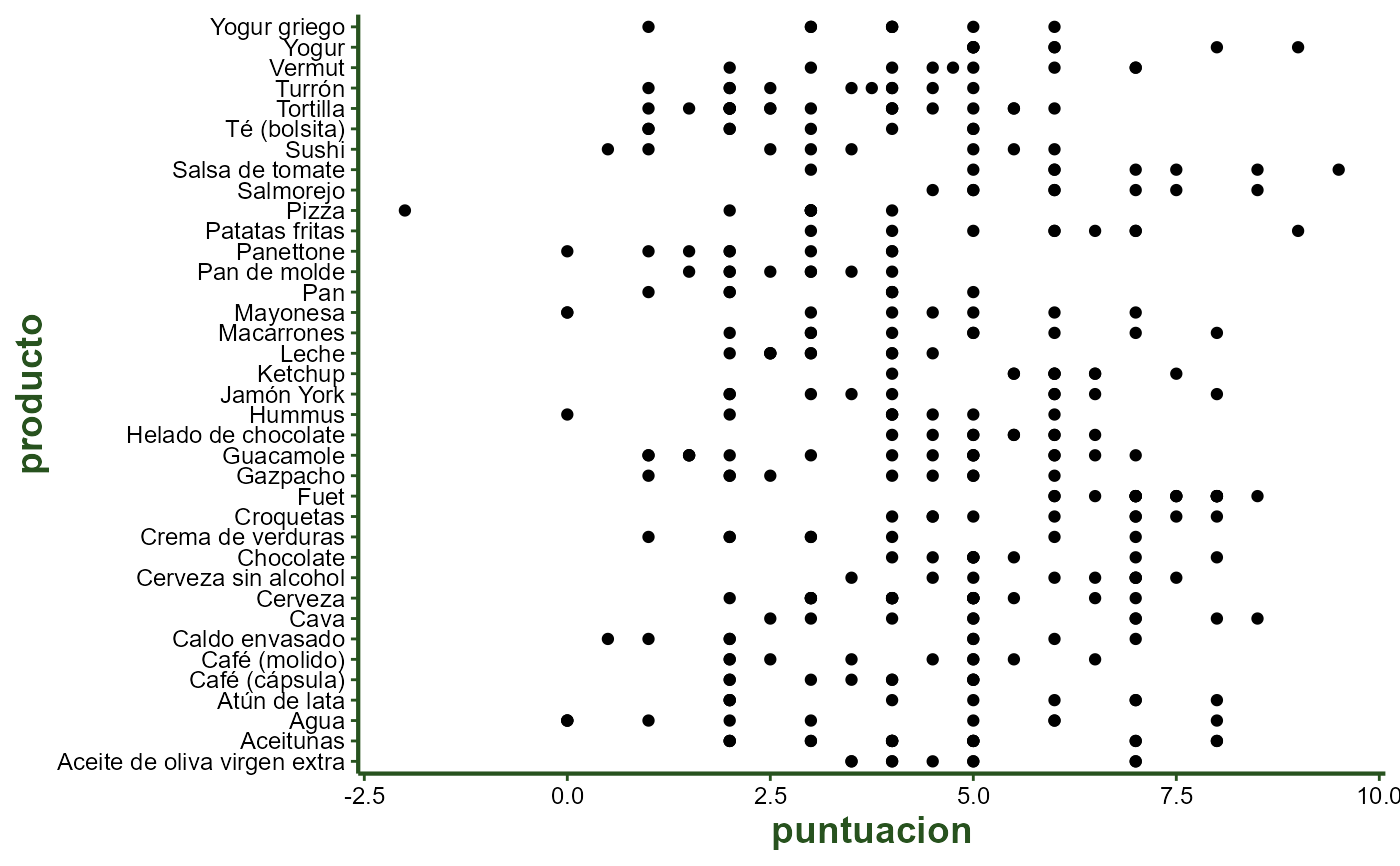 Yogur griego
Yogur
Vermut
Turrón
Tortilla
Té (bolsita)
Sushi
Salsa de tomate
Salmorejo
Pizza
Patatas fritas
Panettone
Pan de molde
Pan
Mayonesa
Macarrones
Leche
Ketchup
Jamón York
Hummus
Helado de chocolate
Guacamole
Gazpacho
Fuet
Croquetas
Crema de verduras
Chocolate
Cerveza sin alcohol
Cerveza
Cava
Caldo envasado
Café (molido)
Café (cápsula)
Atún de lata
Agua
Aceitunas
Aceite de oliva virgen extra
producto
-2.5 0.0 2.5 5.0 7.5 10.0
puntuacion